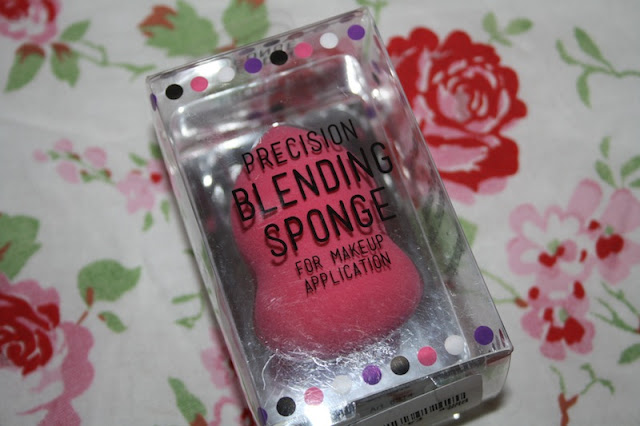 PRECISION
BLENDING
SPONGE
FOR MAKEUP
APPLICATION